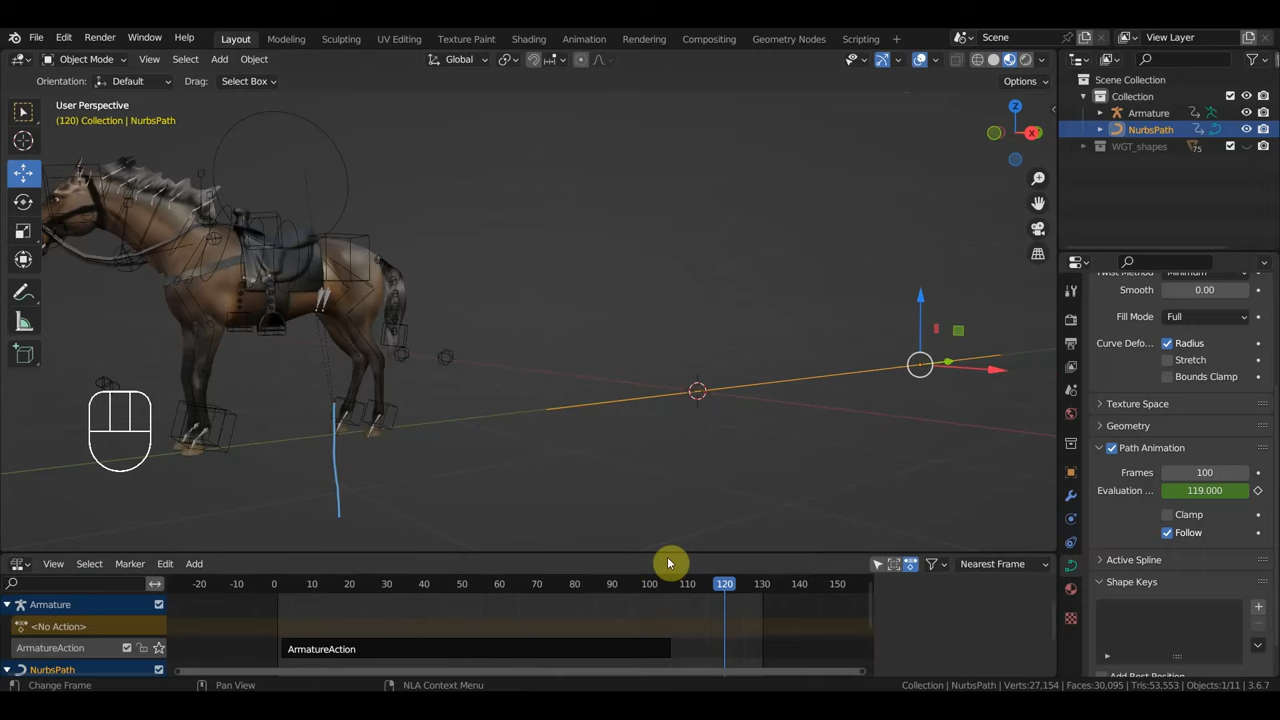 File Edit Render Window Help Layout Modeling Sculpting UV Editing Texture Paint Shading Animation Rendering Compositing Geometry Nodes Scripting + Scene View Layer
Object Mode View Select Add Object Global
Orientation: Default Drag: Select Box Options
User Perspective
(120) Collection | NurbsPath
Z
X
Scene Collection
Collection
Armature
NurbsPath
WGT_shapes 75
Smooth 0.00
Fill Mode Full
Curve Defo... Radius
Stretch
Bounds Clamp
Texture Space
Geometry
Path Animation
Frames 100
Evaluation ... 119.000
Clamp
Follow
Active Spline
Shape Keys
View Select Marker Edit Add Nearest Frame
-20 -10 0 10 20 30 40 50 60 70 80 90 100 110 120 130 140 150
Armature
<No Action>
ArmatureAction ArmatureAction
NurbsPath
Change Frame Pan View NLA Context Menu Collection | NurbsPath | Verts:27,154 | Faces:30,095 | Tris:53,553 | Objects:1/11 | 3.6.7